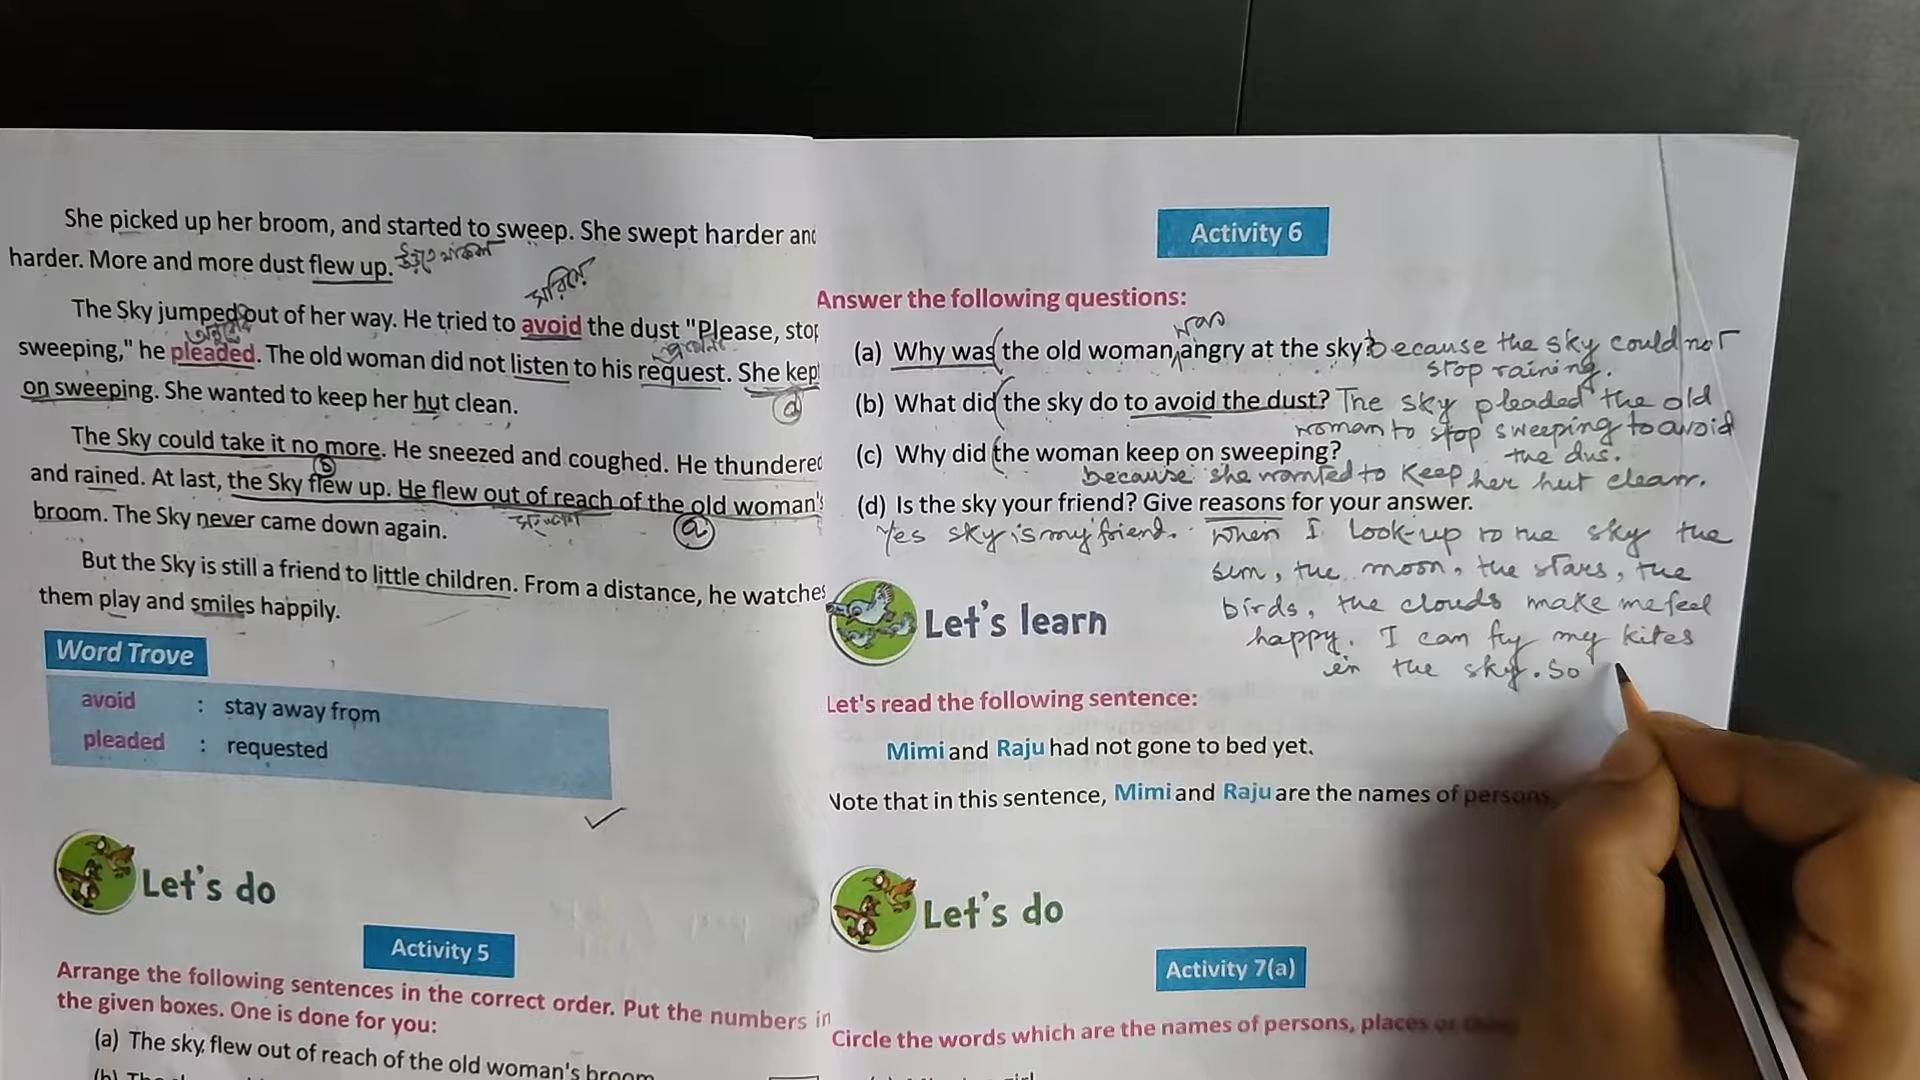 She picked up her broom, and started to sweep. She swept harder and
harder. More and more dust flew up.
The Sky jumped out of her way. He tried to avoid the dust "Please, stop
sweeping," he pleaded. The old woman did not listen to his request. She kept
on sweeping. She wanted to keep her hut clean.
d
The Sky could take it no more. He sneezed and coughed. He thundered
b
and rained. At last, the Sky flew up. He flew out of reach of the old woman's
broom. The Sky never came down again.
a
But the Sky is still a friend to little children. From a distance, he watches
them play and smiles happily.
Word Trove
avoid : stay away from
pleaded : requested
Let's do
Activity 5
Arrange the following sentences in the correct order. Put the numbers in
the given boxes. One is done for you:
(a) The sky flew out of reach of the old woman's broom
Activity 6
Answer the following questions:
was
(a) Why was the old woman angry at the sky? because the sky could not
stop raining.
(b) What did the sky do to avoid the dust? The sky pleaded the old
woman to stop sweeping to avoid
the dus.
(c) Why did the woman keep on sweeping?
because she wanted to keep her hut clean.
(d) Is the sky your friend? Give reasons for your answer.
Yes sky is my friend. When I look-up to the sky the
sun, the moon, the stars, the
birds, the clouds make me feel
happy. I can fly my kites
in the sky. So
Let's learn
Let's read the following sentence:
Mimi and Raju had not gone to bed yet.
Note that in this sentence, Mimi and Raju are the names of persons.
Let's do
Activity 7(a)
Circle the words which are the names of persons, places or